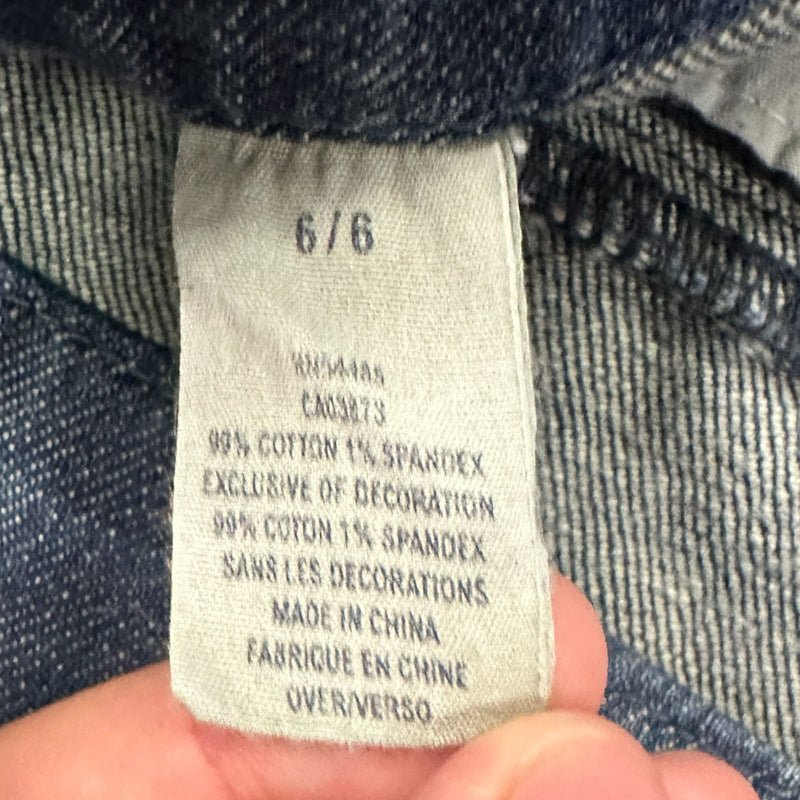 6 / 6
RN54485
CA03873
99% COTTON 1% SPANDEX
EXCLUSIVE OF DECORATION
99% COTON 1% SPANDEX
SANS LES DECORATIONS
MADE IN CHINA
FABRIQUE EN CHINE
OVER/VERSO